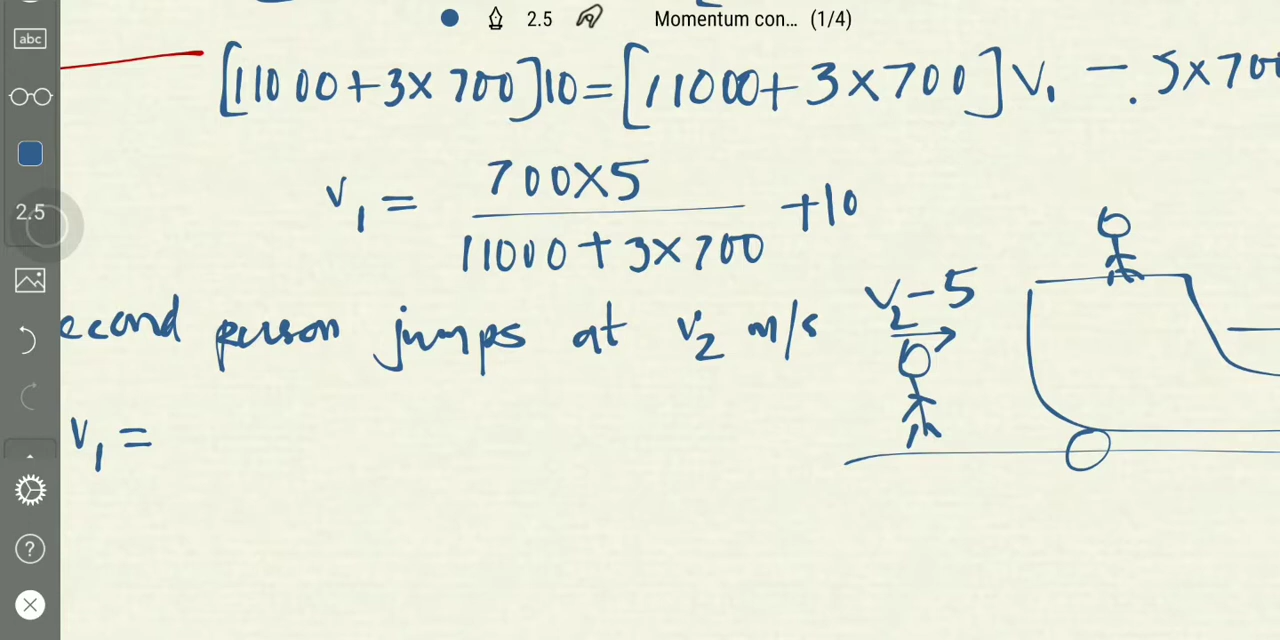 2.5 Momentum con... (1/4)
abc
[11000+3×700]10=[11000+3×700]V₁ - 5×700
2.5
V₁ = 700×5 / 11000+3×700 +10
V₂-5
econd person jumps at V₂ m/s
V₁ =
?